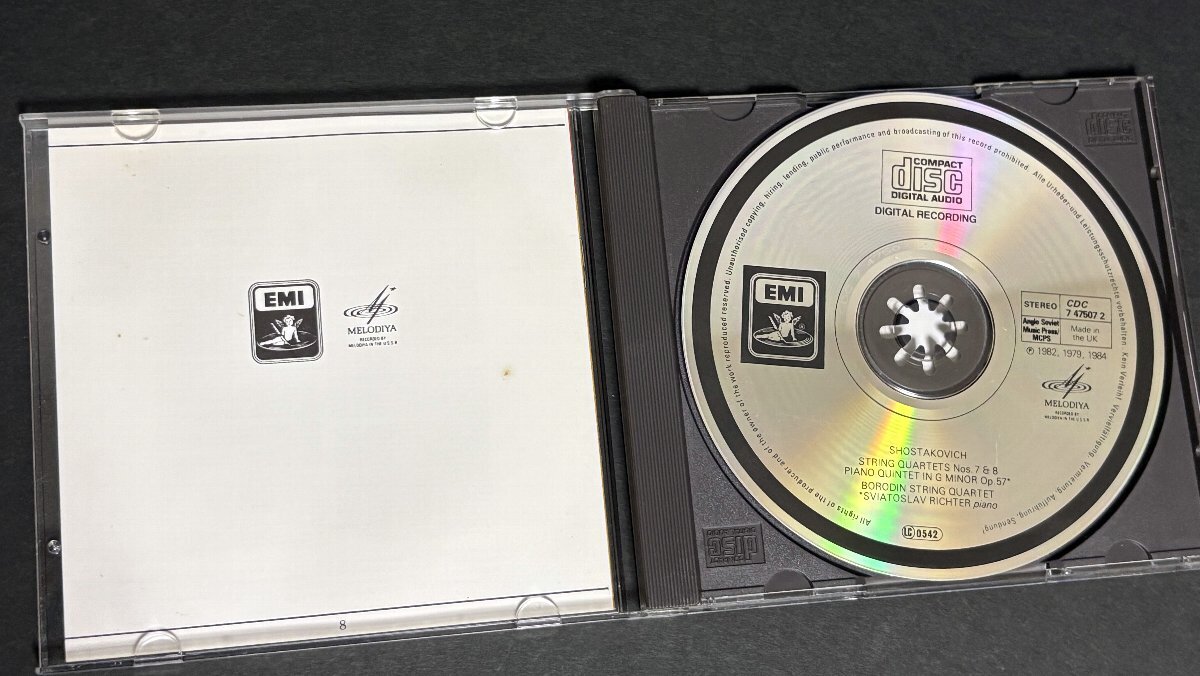 EMI
MELODIYA
RECORDED BY
MELODIYA IN THE U.S.S.R.
8
COMPACT
disc
DIGITAL AUDIO
DIGITAL RECORDING
All rights of the producer and of the owner of the work reproduced reserved. Unauthorised copying, hiring, lending, public performance and broadcasting of this record prohibited. Alle Urheber-und Leistungsschutzrechte vorbehalten. Kein Verleih! Vervielfältigung, Vermietung, Aufführung, Sendung!
EMI
STEREO
CDC
7 47507 2
Anglo Soviet
Music Press/
MCPS
Made in
the UK
℗ 1982, 1979, 1984
MELODIYA
RECORDED BY
MELODIYA IN THE U.S.S.R.
SHOSTAKOVICH
STRING QUARTETS Nos. 7 & 8
PIANO QUINTET IN G MINOR Op.57*
BORODIN STRING QUARTET
*SVIATOSLAV RICHTER piano
LC 0542